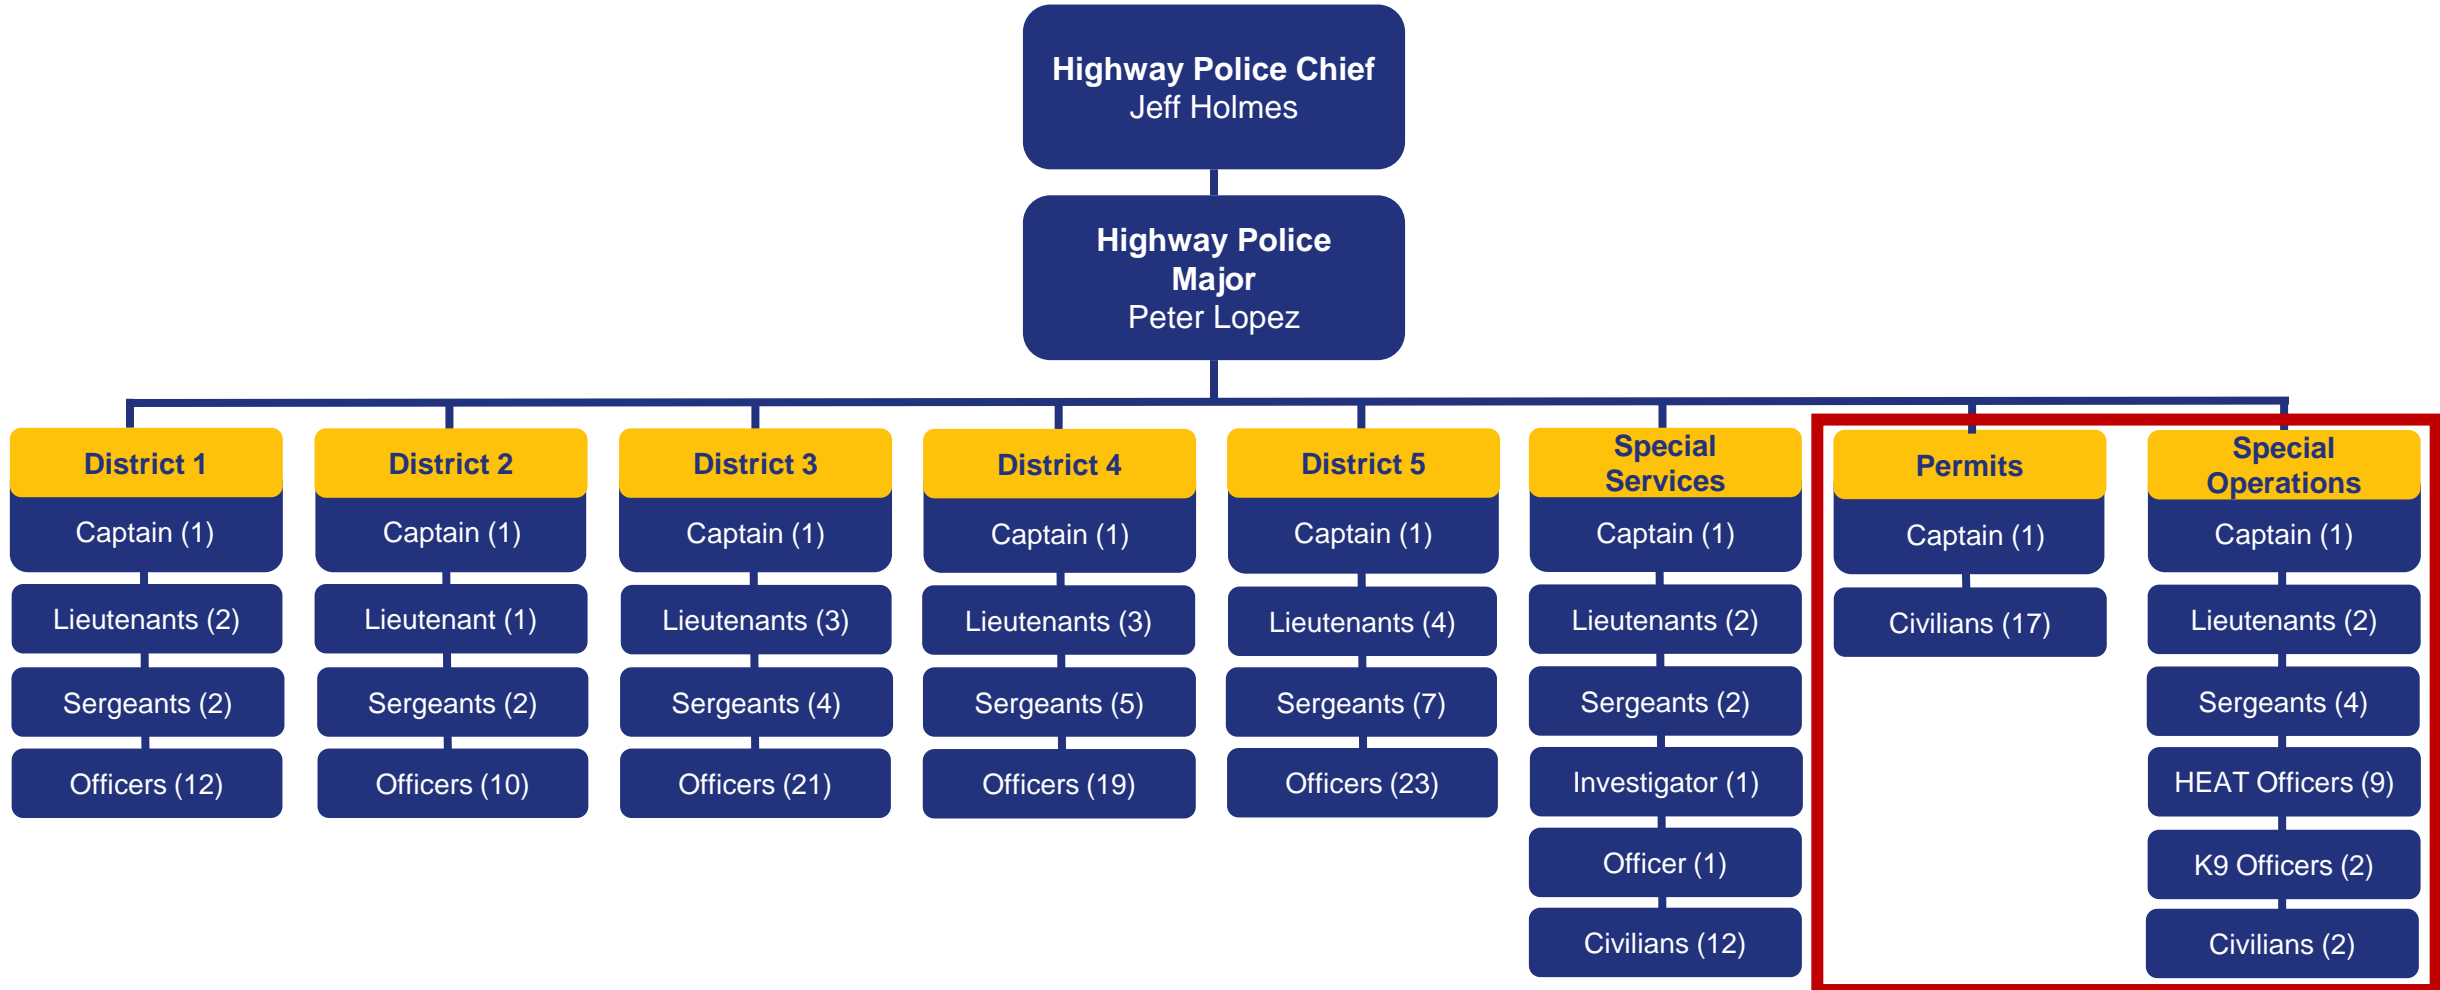 Highway Police Chief
Jeff Holmes
Highway Police
Major
Peter Lopez
District 1
Captain (1)
Lieutenants (2)
Sergeants (2)
Officers (12)
District 2
Captain (1)
Lieutenant (1)
Sergeants (2)
Officers (10)
District 3
Captain (1)
Lieutenants (3)
Sergeants (4)
Officers (21)
District 4
Captain (1)
Lieutenants (3)
Sergeants (5)
Officers (19)
District 5
Captain (1)
Lieutenants (4)
Sergeants (7)
Officers (23)
Special
Services
Captain (1)
Lieutenants (2)
Sergeants (2)
Investigator (1)
Officer (1)
Civilians (12)
Permits
Captain (1)
Civilians (17)
Special
Operations
Captain (1)
Lieutenants (2)
Sergeants (4)
HEAT Officers (9)
K9 Officers (2)
Civilians (2)